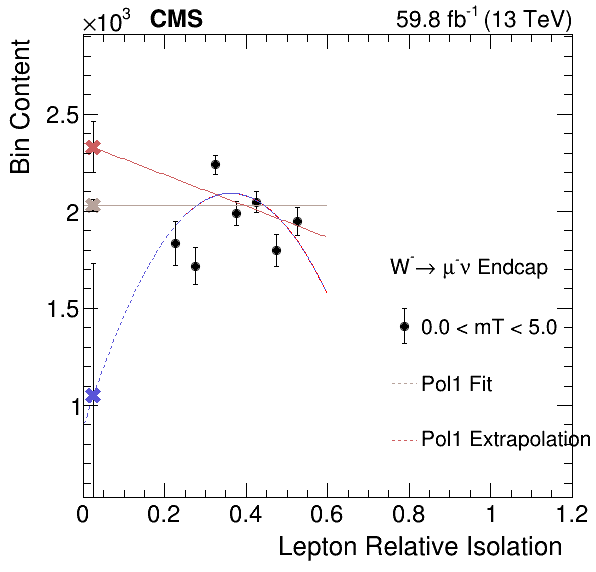 ×10³ CMS 59.8 fb⁻¹ (13 TeV)
Bin Content
2.5
2
1.5
1
W⁻→ μ⁻ν Endcap
0.0 < mT < 5.0
Pol1 Fit
Pol1 Extrapolation
0 0.2 0.4 0.6 0.8 1 1.2
Lepton Relative Isolation